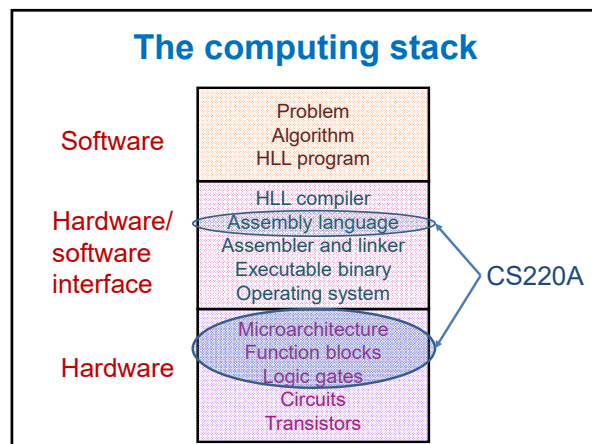 The computing stack
Software
Problem
Algorithm
HLL program
Hardware/
software
interface
HLL compiler
Assembly language
Assembler and linker
Executable binary
Operating system
CS220A
Hardware
Microarchitecture
Function blocks
Logic gates
Circuits
Transistors